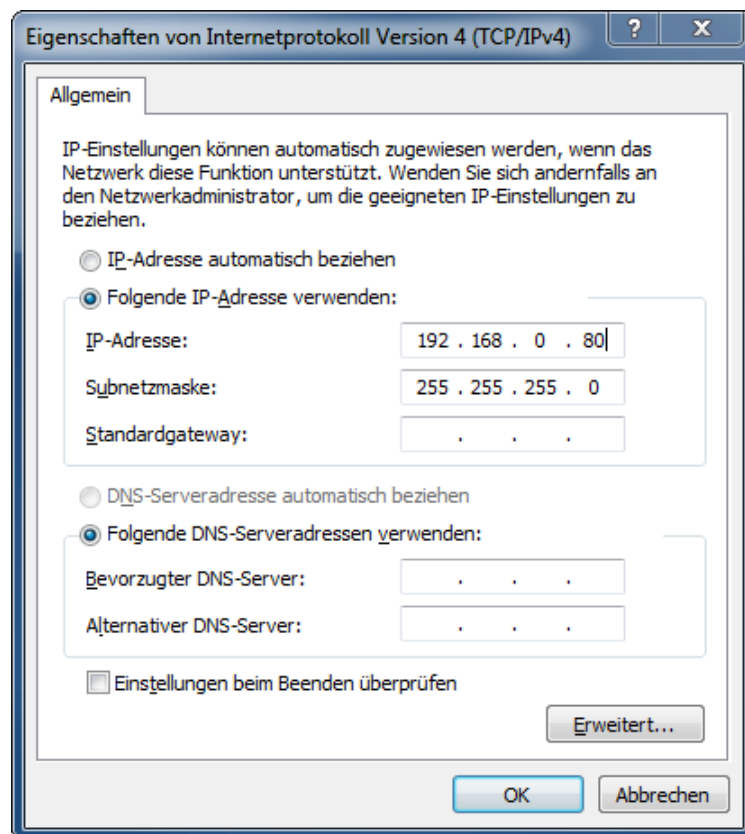 Eigenschaften von Internetprotokoll Version 4 (TCP/IPv4)
? X
Allgemein
IP-Einstellungen können automatisch zugewiesen werden, wenn das
Netzwerk diese Funktion unterstützt. Wenden Sie sich andernfalls an
den Netzwerkadministrator, um die geeigneten IP-Einstellungen zu
beziehen.
IP-Adresse automatisch beziehen
Folgende IP-Adresse verwenden:
IP-Adresse: 192 . 168 . 0 . 80
Subnetzmaske: 255 . 255 . 255 . 0
Standardgateway: . . .
DNS-Serveradresse automatisch beziehen
Folgende DNS-Serveradressen verwenden:
Bevorzugter DNS-Server: . . .
Alternativer DNS-Server: . . .
Einstellungen beim Beenden überprüfen
Erweitert...
OK Abbrechen